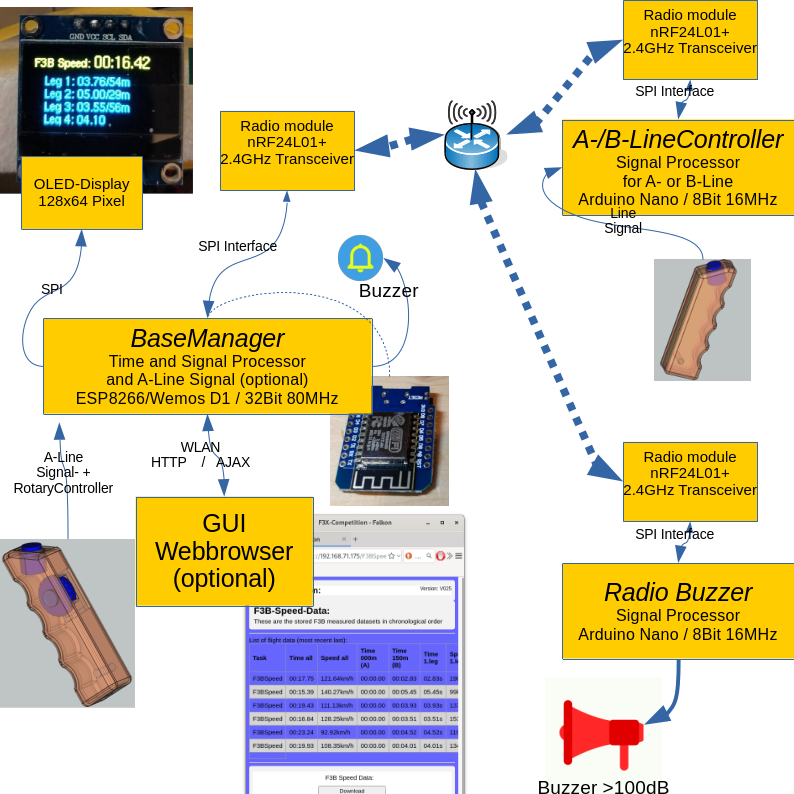 GND VCC SCL SDA
F3B Speed: 00:16.42
Leg 1: 03.76/54m
Leg 2: 05.00/29m
Leg 3: 03.55/56m
Leg 4: 04.10
OLED-Display
128x64 Pixel
SPI
Radio module
nRF24L01+
2.4GHz Transceiver
SPI Interface
Buzzer
Radio module
nRF24L01+
2.4GHz Transceiver
SPI Interface
A-/B-LineController
Signal Processor
for A- or B-Line
Arduino Nano / 8Bit 16MHz
Line
Signal
BaseManager
Time and Signal Processor
and A-Line Signal (optional)
ESP8266/Wemos D1 / 32Bit 80MHz
A-Line
Signal- +
RotaryController
WLAN
HTTP / AJAX
GUI
Webbrowser
(optional)
RESET
F3X-Competition - Falkon
192.168.71.175/F3BSpee
Version: V025
F3B-Speed-Data:
These are the stored F3B measured datasets in chronological order
List of flight data (most recent last):
Task Time all Speed all Time 000m (A) Time 150m (B) Time 1.leg
F3BSpeed 00:17.75 121.64km/h 00:00.00 00:02.83 02.83s
F3BSpeed 00:15.39 140.27km/h 00:00.00 00:05.45 05.45s
F3BSpeed 00:19.43 111.13km/h 00:00.00 00:03.93 03.93s
F3BSpeed 00:16.84 128.25km/h 00:00.00 00:03.51 03.51s
F3BSpeed 00:23.24 92.92km/h 00:00.00 00:04.52 04.52s
F3BSpeed 00:19.93 108.35km/h 00:00.00 00:04.01 04.01s
F3B Speed Data:
Download
Radio module
nRF24L01+
2.4GHz Transceiver
SPI Interface
Radio Buzzer
Signal Processor
Arduino Nano / 8Bit 16MHz
Buzzer >100dB